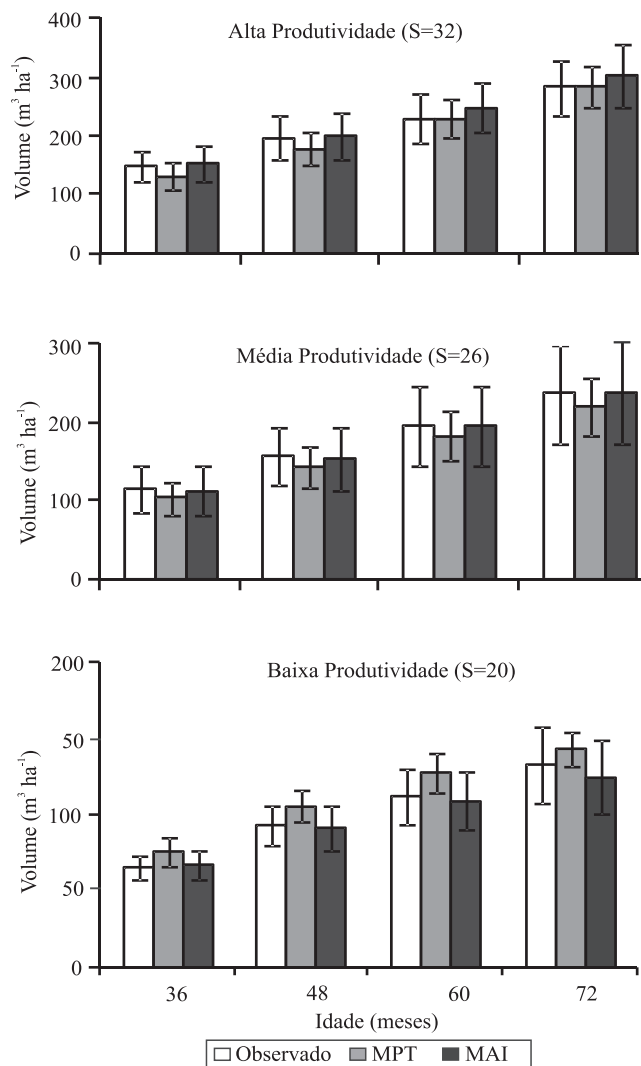 Alta Produtividade (S=32)
Volume (m³ ha⁻¹)
400
300
200
100
0
Média Produtividade (S=26)
Volume (m³ ha⁻¹)
300
200
100
0
Baixa Produtividade (S=20)
Volume (m³ ha⁻¹)
200
50
100
50
0
36 48 60 72
Idade (meses)
Observado MPT MAI